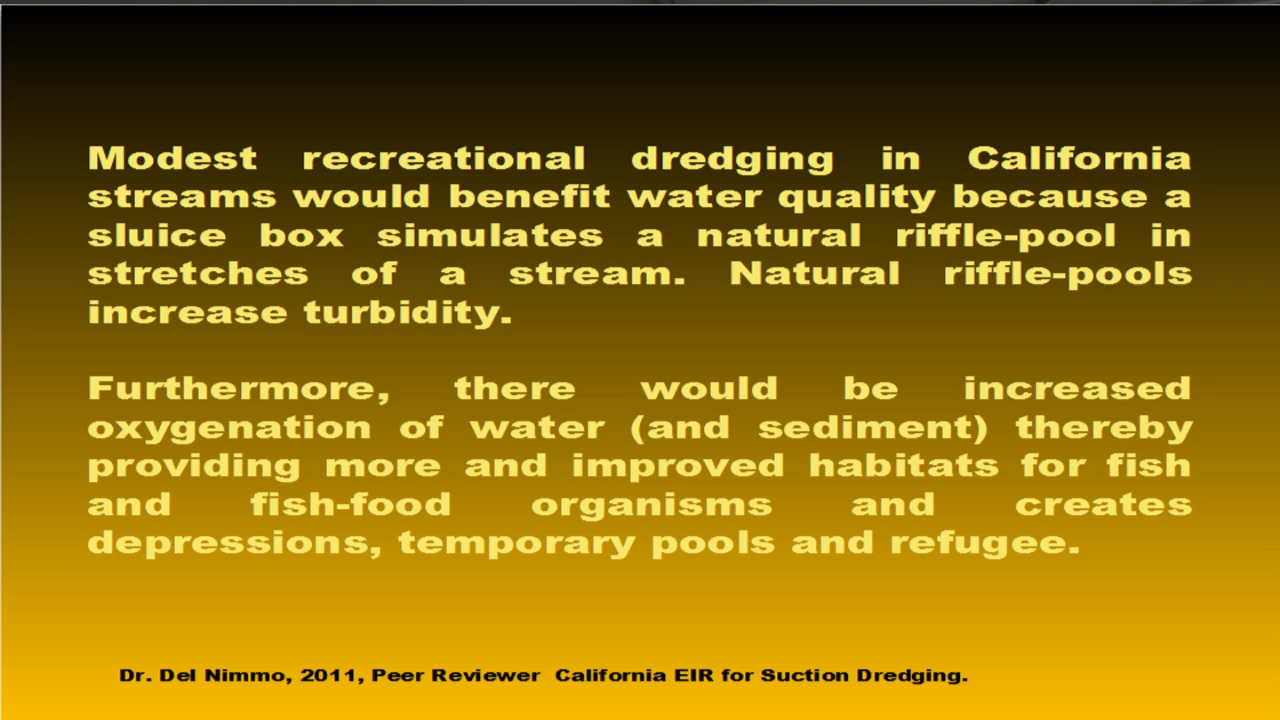 Modest recreational dredging in California
streams would benefit water quality because a
sluice box simulates a natural riffle-pool in
stretches of a stream. Natural riffle-pools
increase turbidity.
Furthermore, there would be increased
oxygenation of water (and sediment) thereby
providing more and improved habitats for fish
and fish-food organisms and creates
depressions, temporary pools and refugee.
Dr. Del Nimmo, 2011, Peer Reviewer California EIR for Suction Dredging.